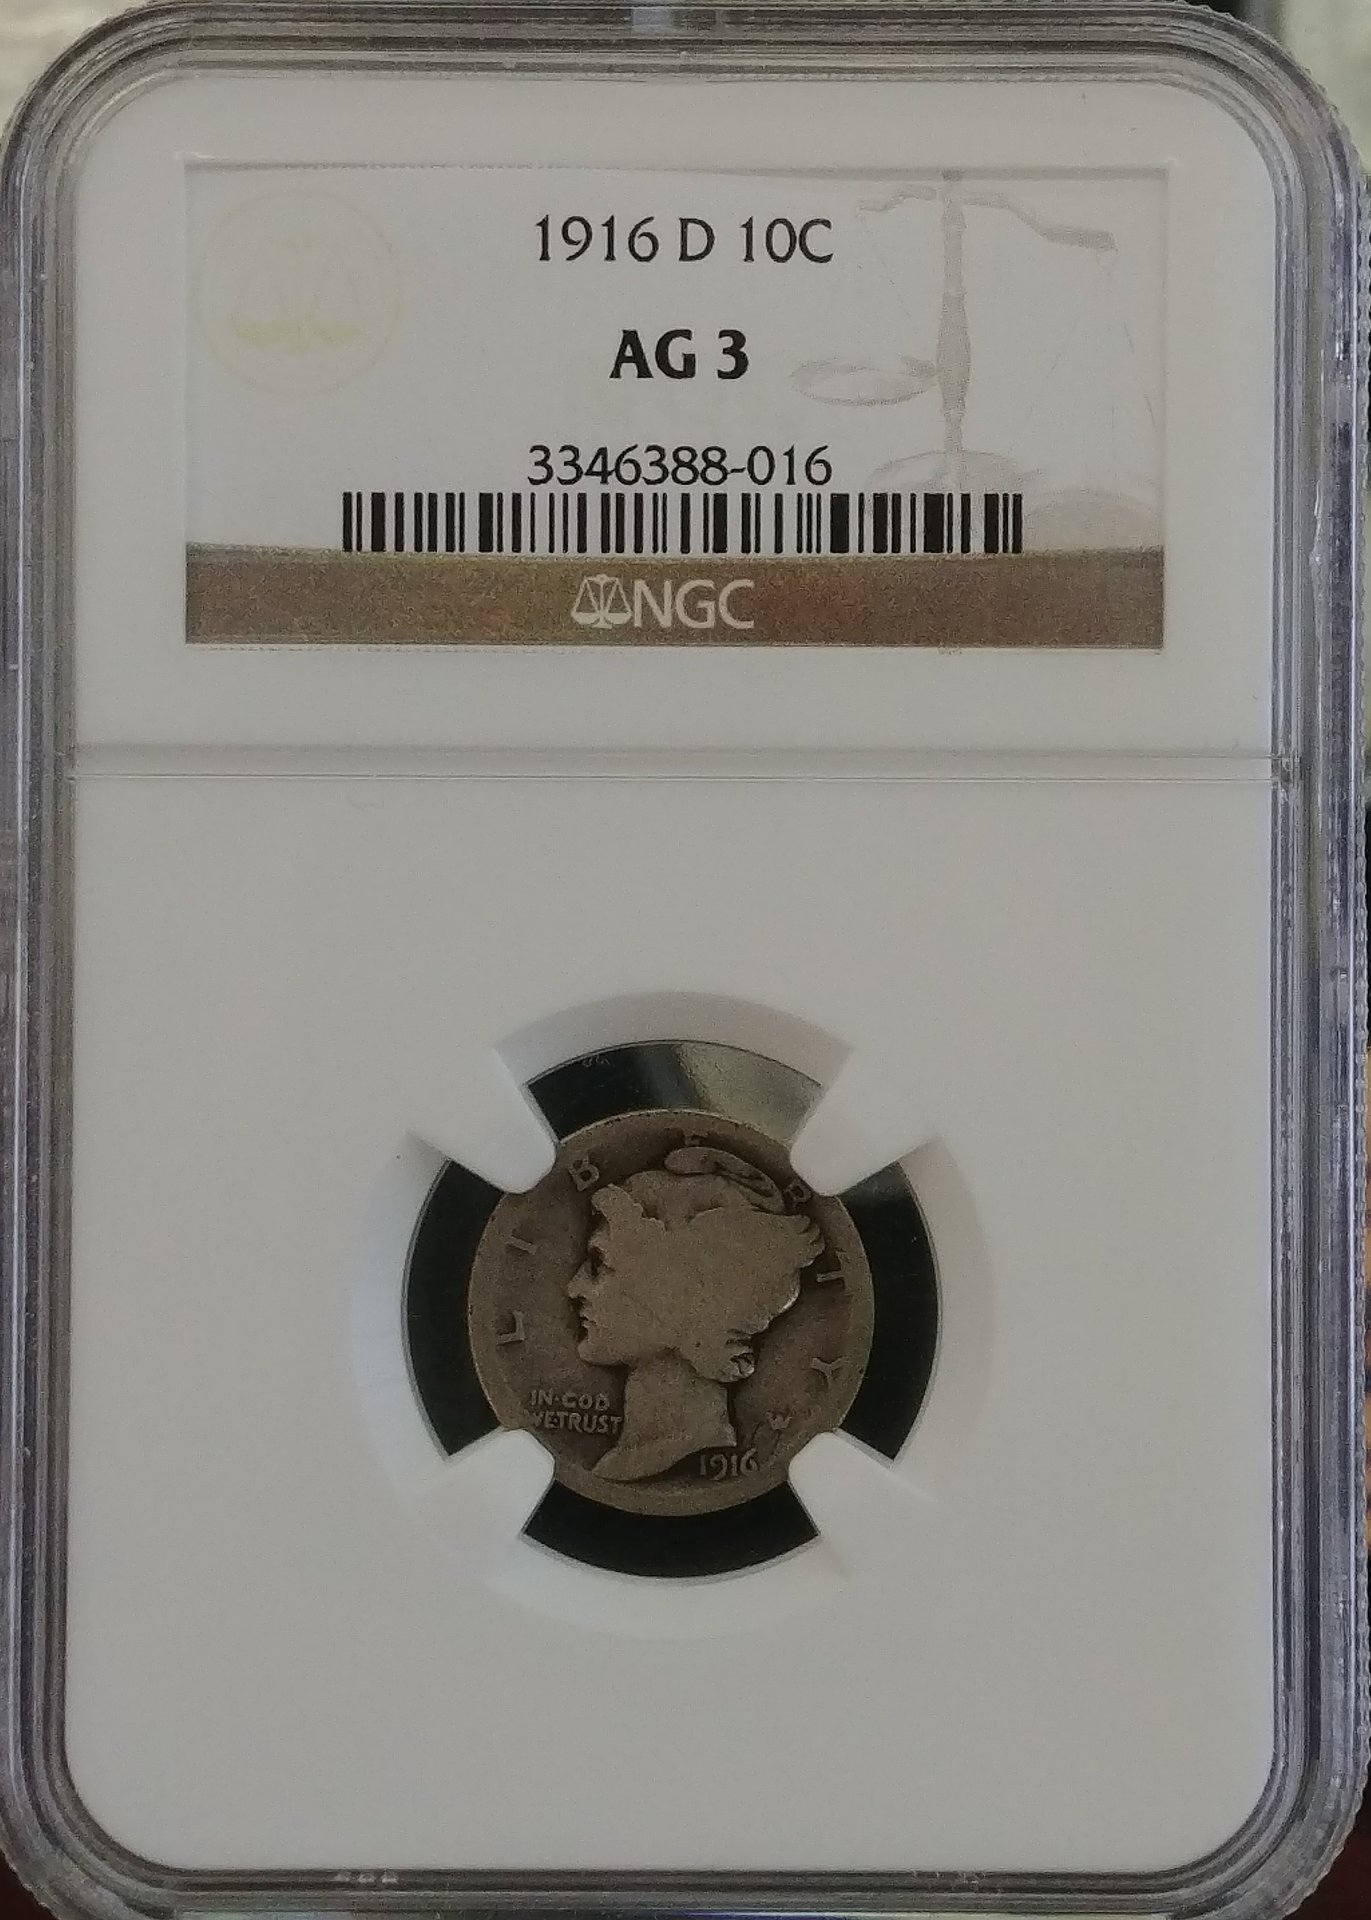 1916 D 10C
AG 3
3346388-016
NGC
LIBERTY
IN·GOD
WE·TRUST
W
1916